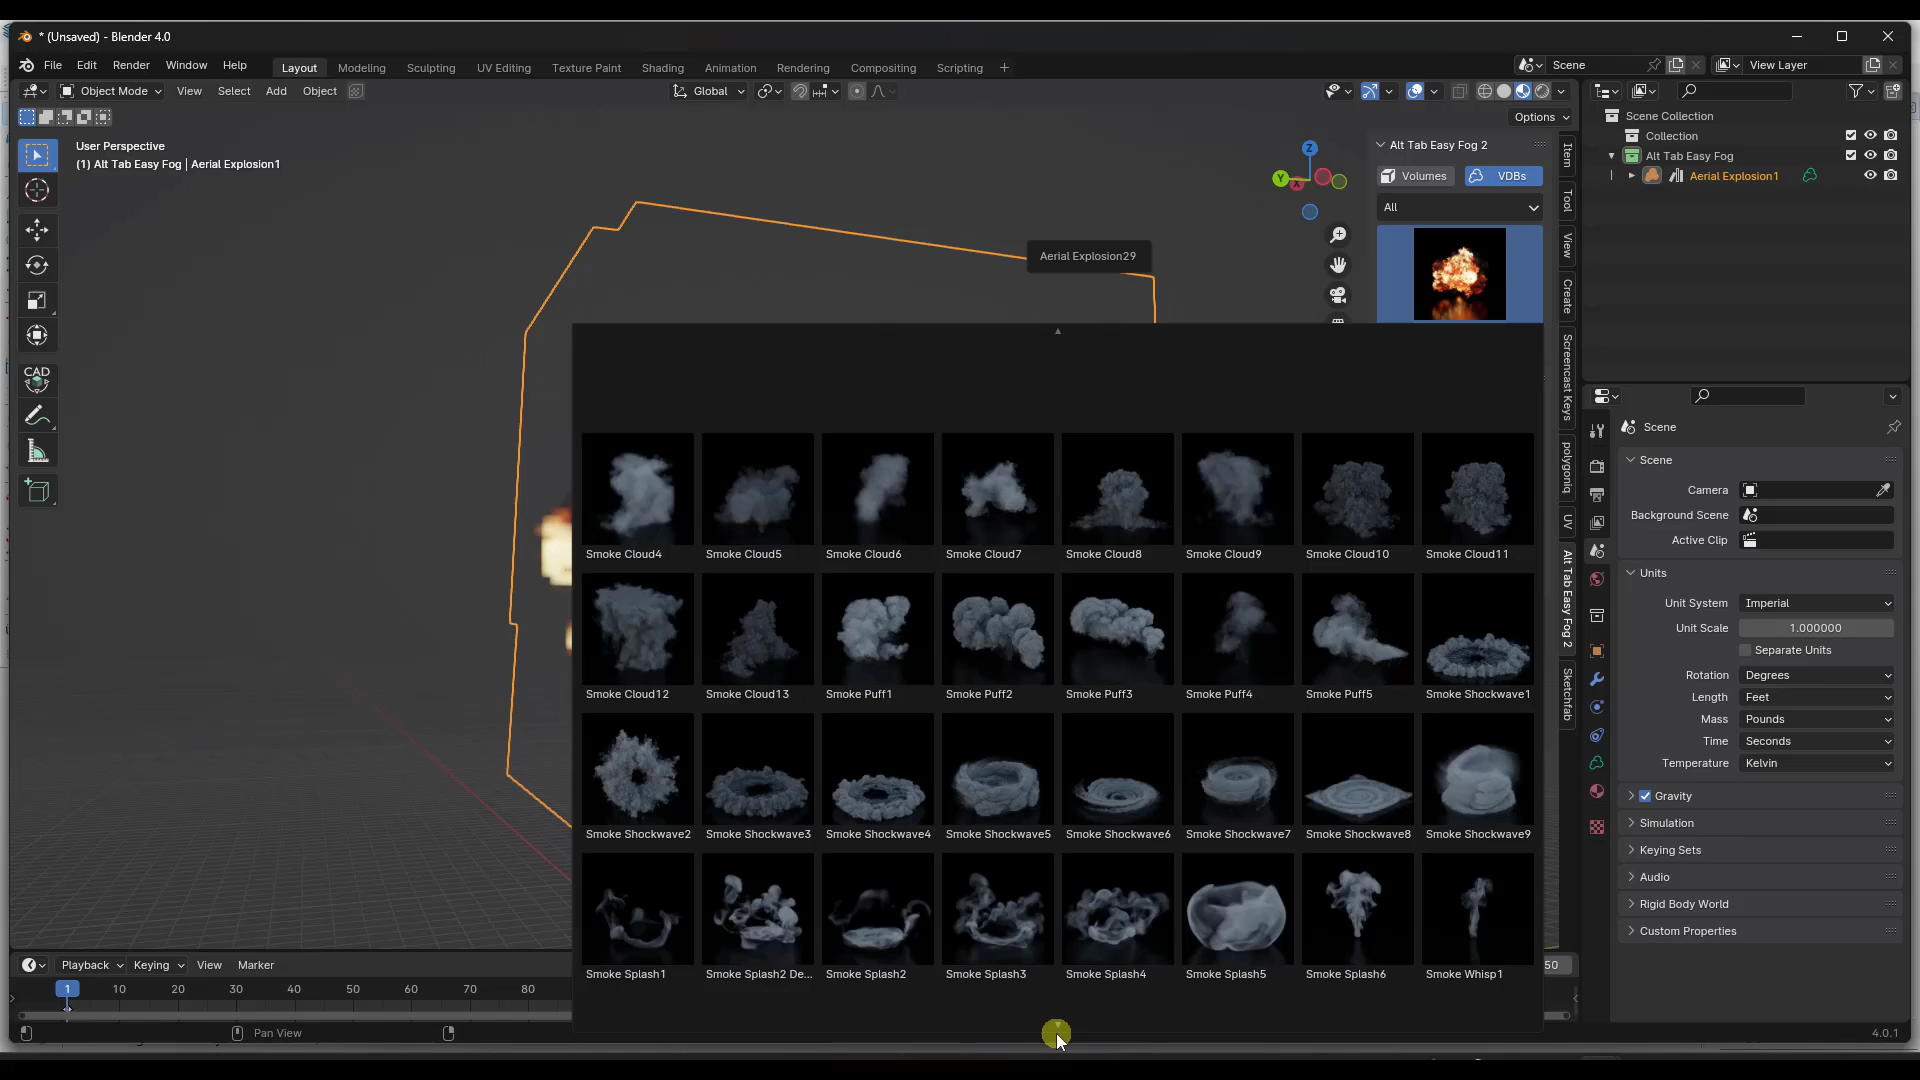 * (Unsaved) - Blender 4.0
File Edit Render Window Help
Layout Modeling Sculpting UV Editing Texture Paint Shading Animation Rendering Compositing Scripting +
Scene
View Layer
Object Mode View Select Add Object
Global
Options
User Perspective
(1) Alt Tab Easy Fog | Aerial Explosion1
Z
Y
X
Alt Tab Easy Fog 2
Volumes VDBs
All
Aerial Explosion29
Item
Tool
View
Create
Screencast Keys
polygoniq
UV
Alt Tab Easy Fog 2
Sketchfab
CAD
Smoke Cloud4 Smoke Cloud5 Smoke Cloud6 Smoke Cloud7 Smoke Cloud8 Smoke Cloud9 Smoke Cloud10 Smoke Cloud11
Smoke Cloud12 Smoke Cloud13 Smoke Puff1 Smoke Puff2 Smoke Puff3 Smoke Puff4 Smoke Puff5 Smoke Shockwave1
Smoke Shockwave2 Smoke Shockwave3 Smoke Shockwave4 Smoke Shockwave5 Smoke Shockwave6 Smoke Shockwave7 Smoke Shockwave8 Smoke Shockwave9
Smoke Splash1 Smoke Splash2 De... Smoke Splash2 Smoke Splash3 Smoke Splash4 Smoke Splash5 Smoke Splash6 Smoke Whisp1
Scene Collection
Collection
Alt Tab Easy Fog
Aerial Explosion1
Scene
Scene
Camera
Background Scene
Active Clip
Units
Unit System Imperial
Unit Scale 1.000000
Separate Units
Rotation Degrees
Length Feet
Mass Pounds
Time Seconds
Temperature Kelvin
Gravity
Simulation
Keying Sets
Audio
Rigid Body World
Custom Properties
Playback Keying View Marker
50
1 10 20 30 40 50 60 70 80
Pan View
4.0.1